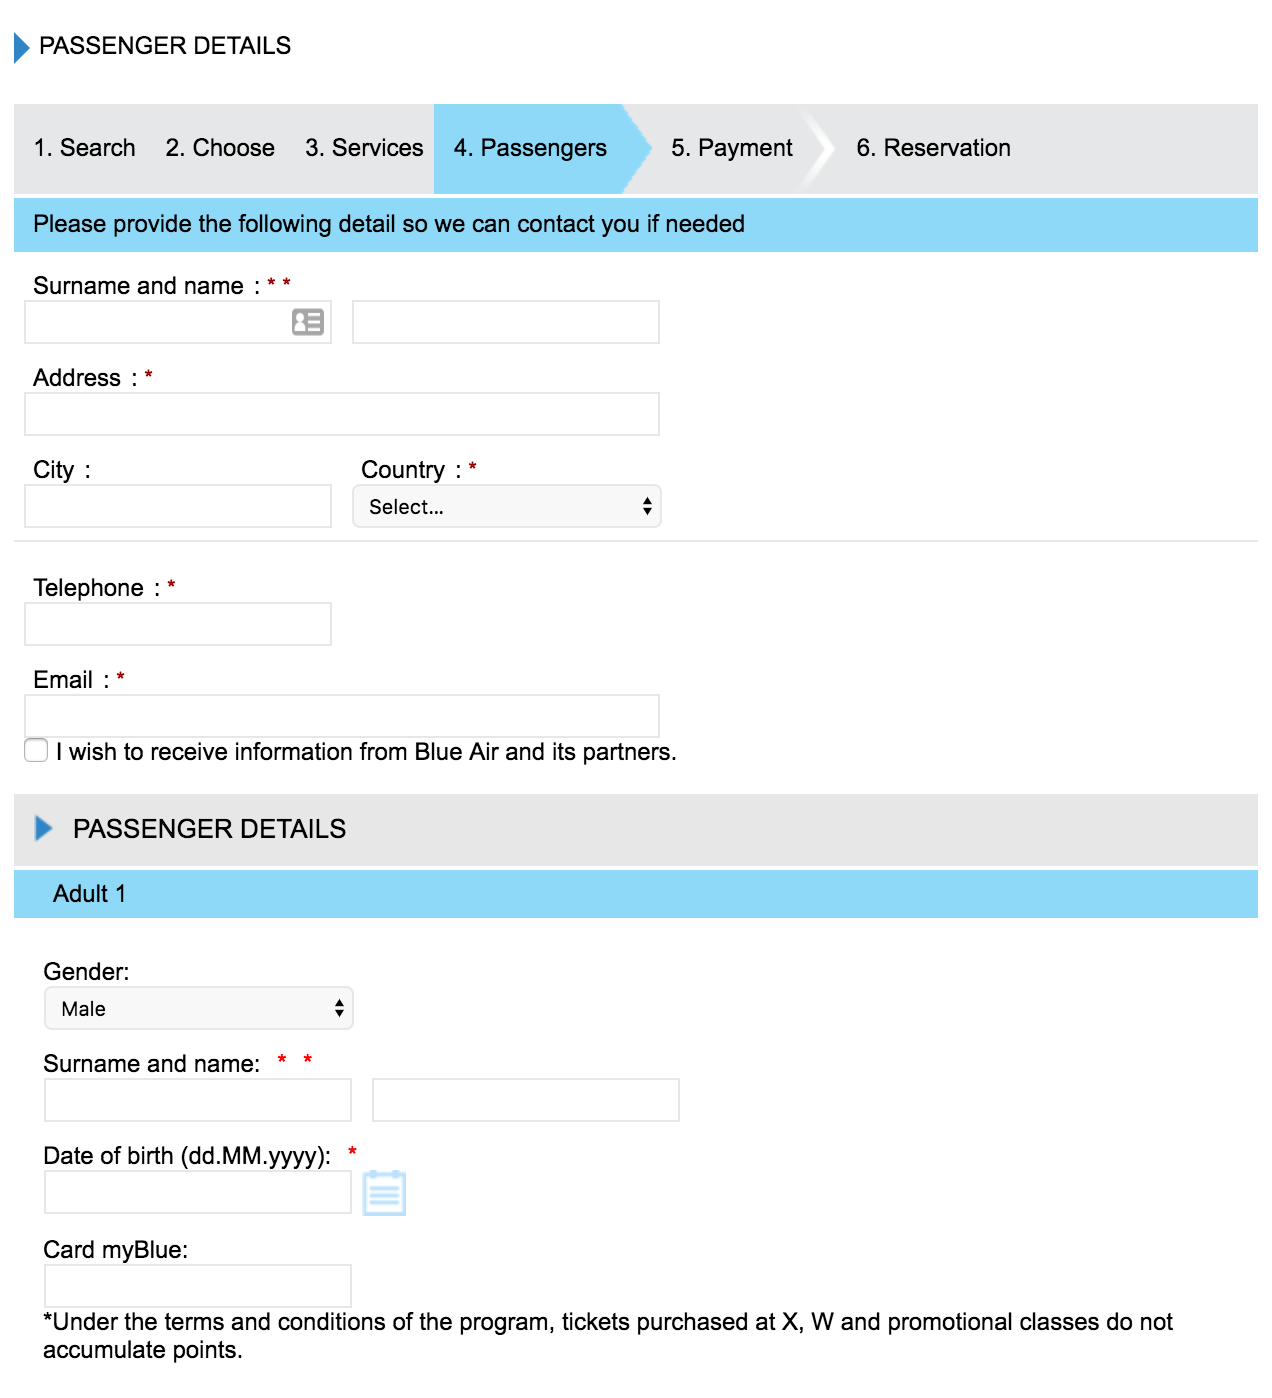 PASSENGER DETAILS
1. Search 2. Choose 3. Services 4. Passengers 5. Payment 6. Reservation
Please provide the following detail so we can contact you if needed
Surname and name : * *
Address : *
City : Country : *
Select...
Telephone : *
Email : *
I wish to receive information from Blue Air and its partners.
PASSENGER DETAILS
Adult 1
Gender:
Male
Surname and name: * *
Date of birth (dd.MM.yyyy): *
Card myBlue:
*Under the terms and conditions of the program, tickets purchased at X, W and promotional classes do not
accumulate points.